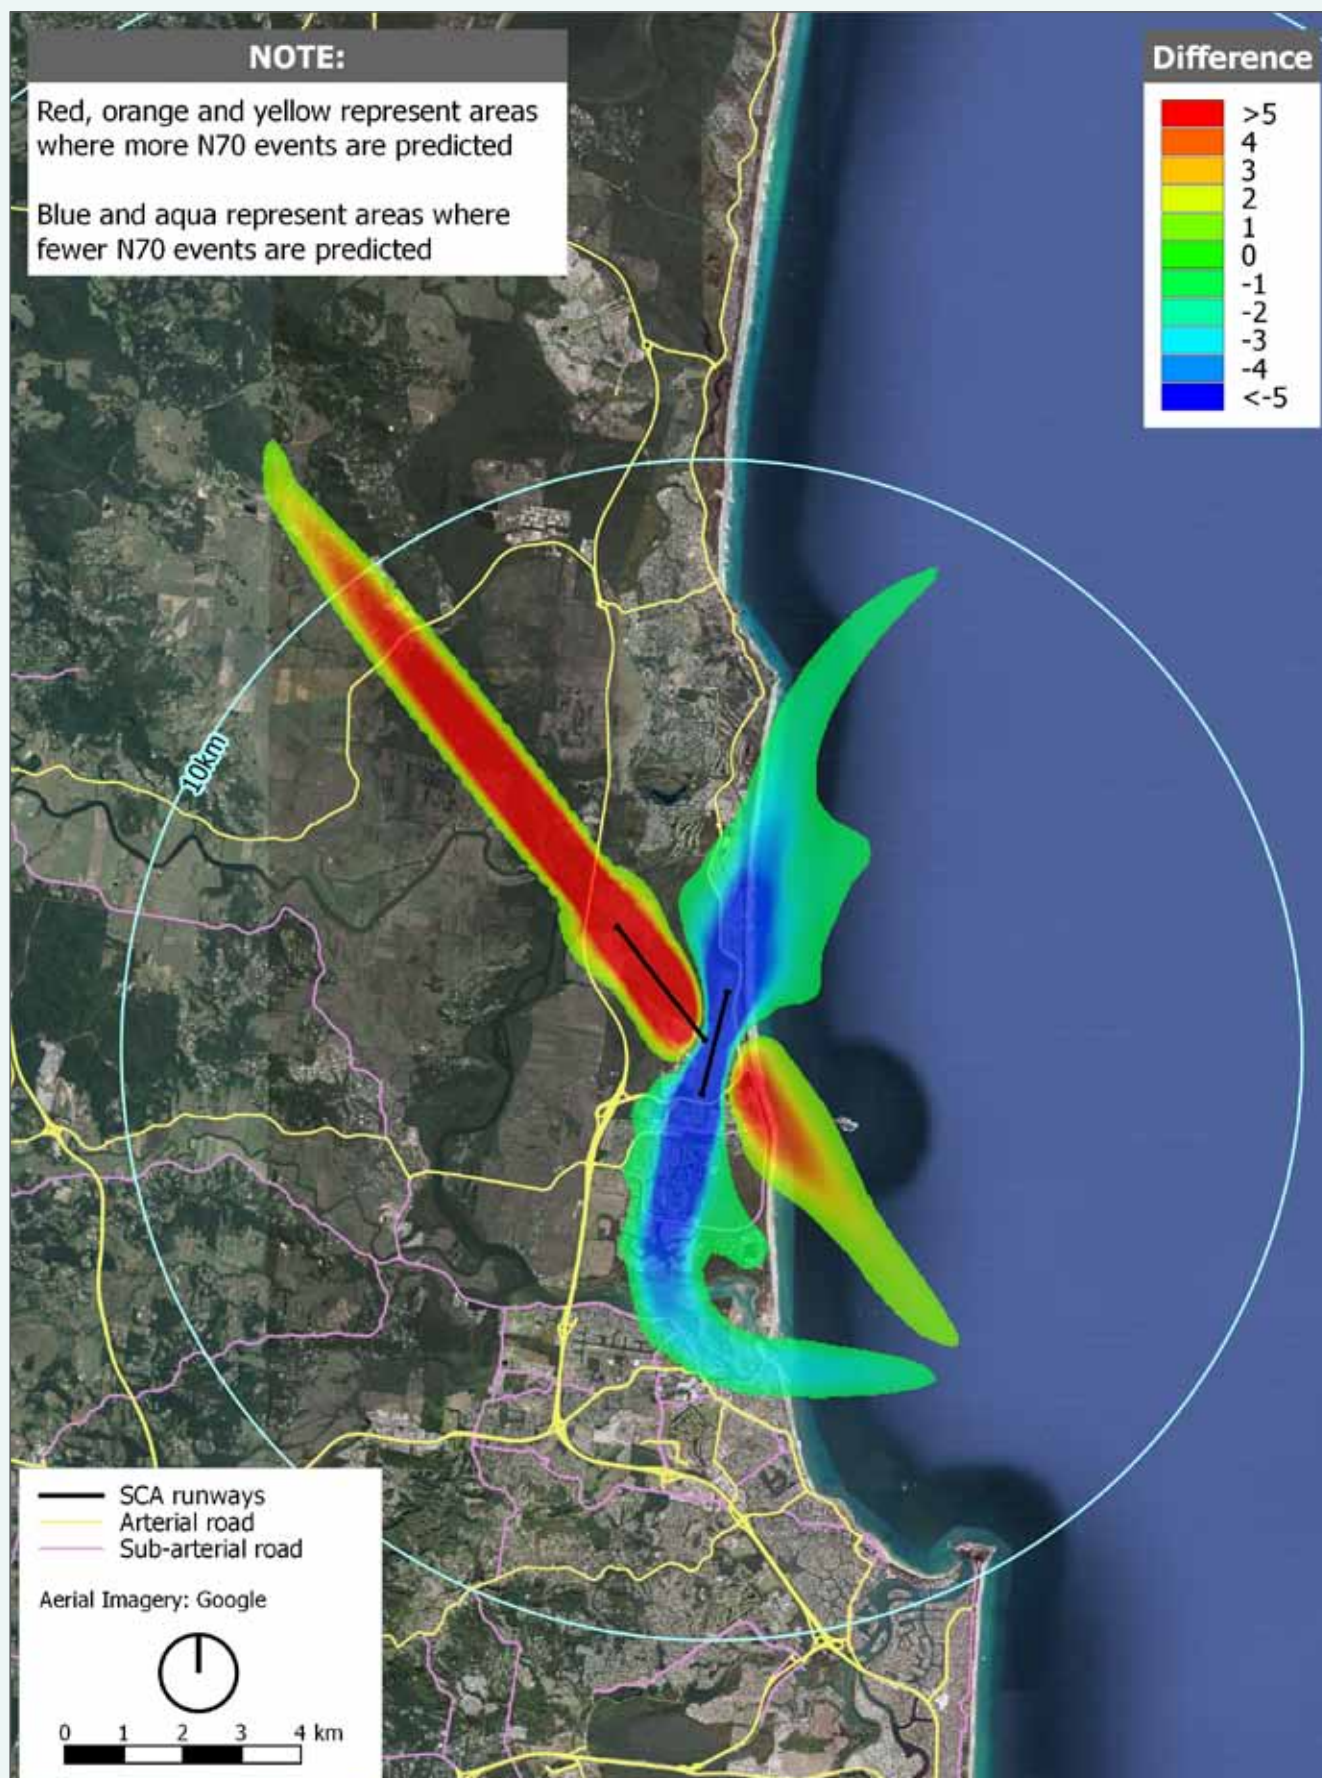 NOTE:
Red, orange and yellow represent areas
where more N70 events are predicted
Blue and aqua represent areas where
fewer N70 events are predicted
Difference
>5
4
3
2
1
0
-1
-2
-3
-4
<-5
10km
SCA runways
Arterial road
Sub-arterial road
Aerial Imagery: Google
0 1 2 3 4 km